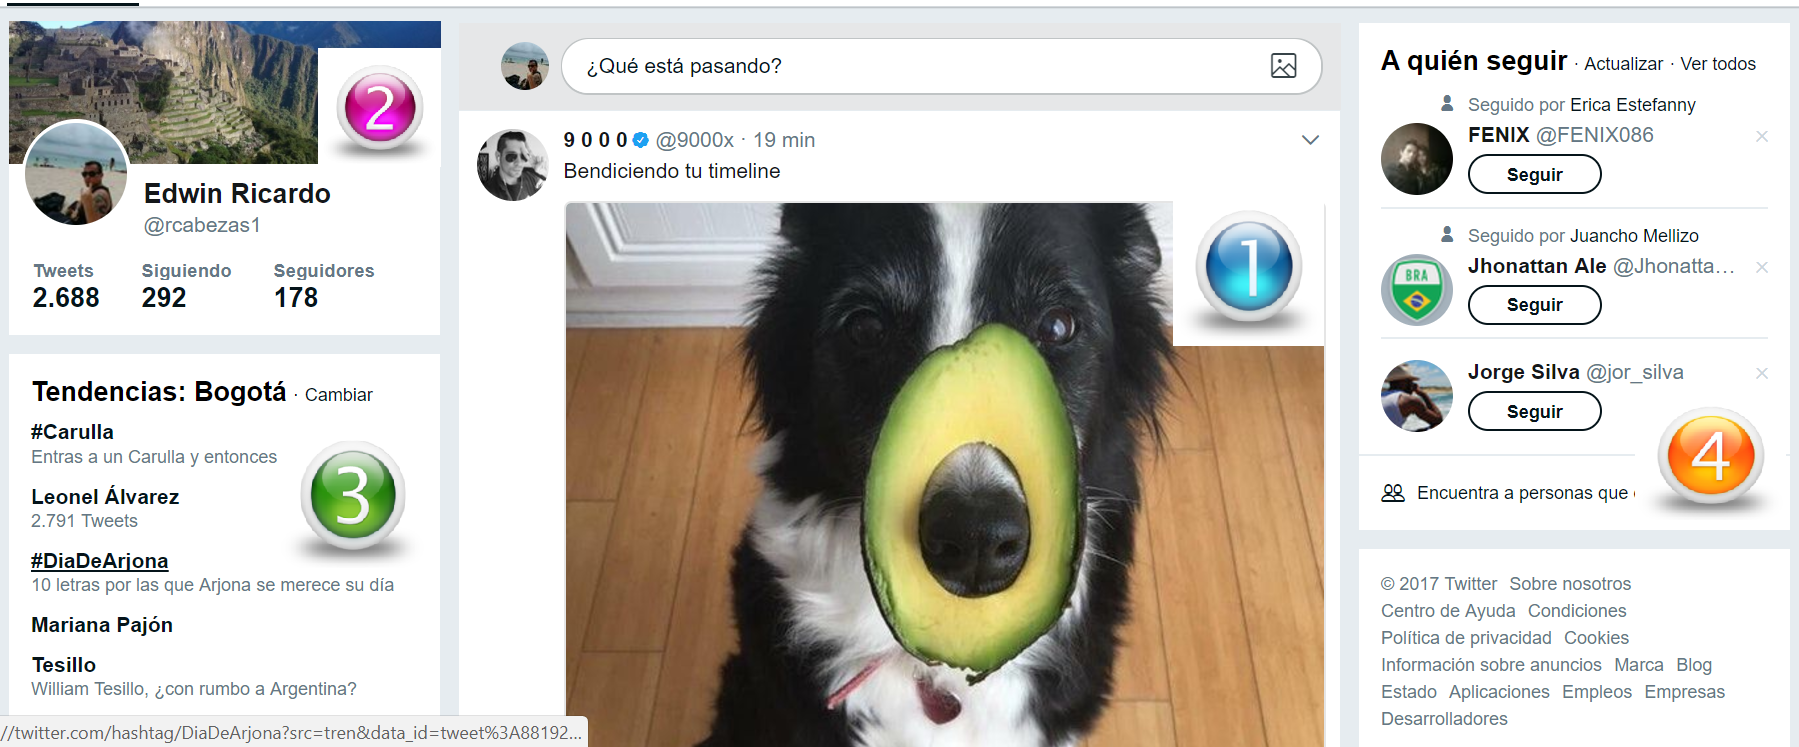 2
Edwin Ricardo
@rcabezas1
Tweets Siguiendo Seguidores
2.688 292 178
Tendencias: Bogotá · Cambiar
#Carulla
Entras a un Carulla y entonces
3
Leonel Álvarez
2.791 Tweets
#DiaDeArjona
10 letras por las que Arjona se merece su día
Mariana Pajón
Tesillo
William Tesillo, ¿con rumbo a Argentina?
//twitter.com/hashtag/DiaDeArjona?src=tren&data_id=tweet%3A88192...
¿Qué está pasando?
9 0 0 0 @9000x · 19 min
Bendiciendo tu timeline
1
A quién seguir · Actualizar · Ver todos
Seguido por Erica Estefanny
FENIX @FENIX086
Seguir
Seguido por Juancho Mellizo
BRA
Jhonattan Ale @Jhonatta...
Seguir
Jorge Silva @jor_silva
Seguir
4
Encuentra a personas que
© 2017 Twitter Sobre nosotros
Centro de Ayuda Condiciones
Política de privacidad Cookies
Información sobre anuncios Marca Blog
Estado Aplicaciones Empleos Empresas
Desarrolladores